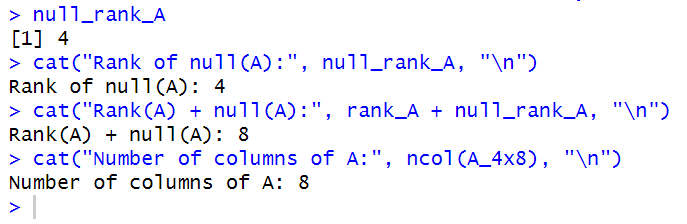 > null_rank_A
[1] 4
> cat("Rank of null(A):", null_rank_A, "\n")
Rank of null(A): 4
> cat("Rank(A) + null(A):", rank_A + null_rank_A, "\n")
Rank(A) + null(A): 8
> cat("Number of columns of A:", ncol(A_4x8), "\n")
Number of columns of A: 8
>